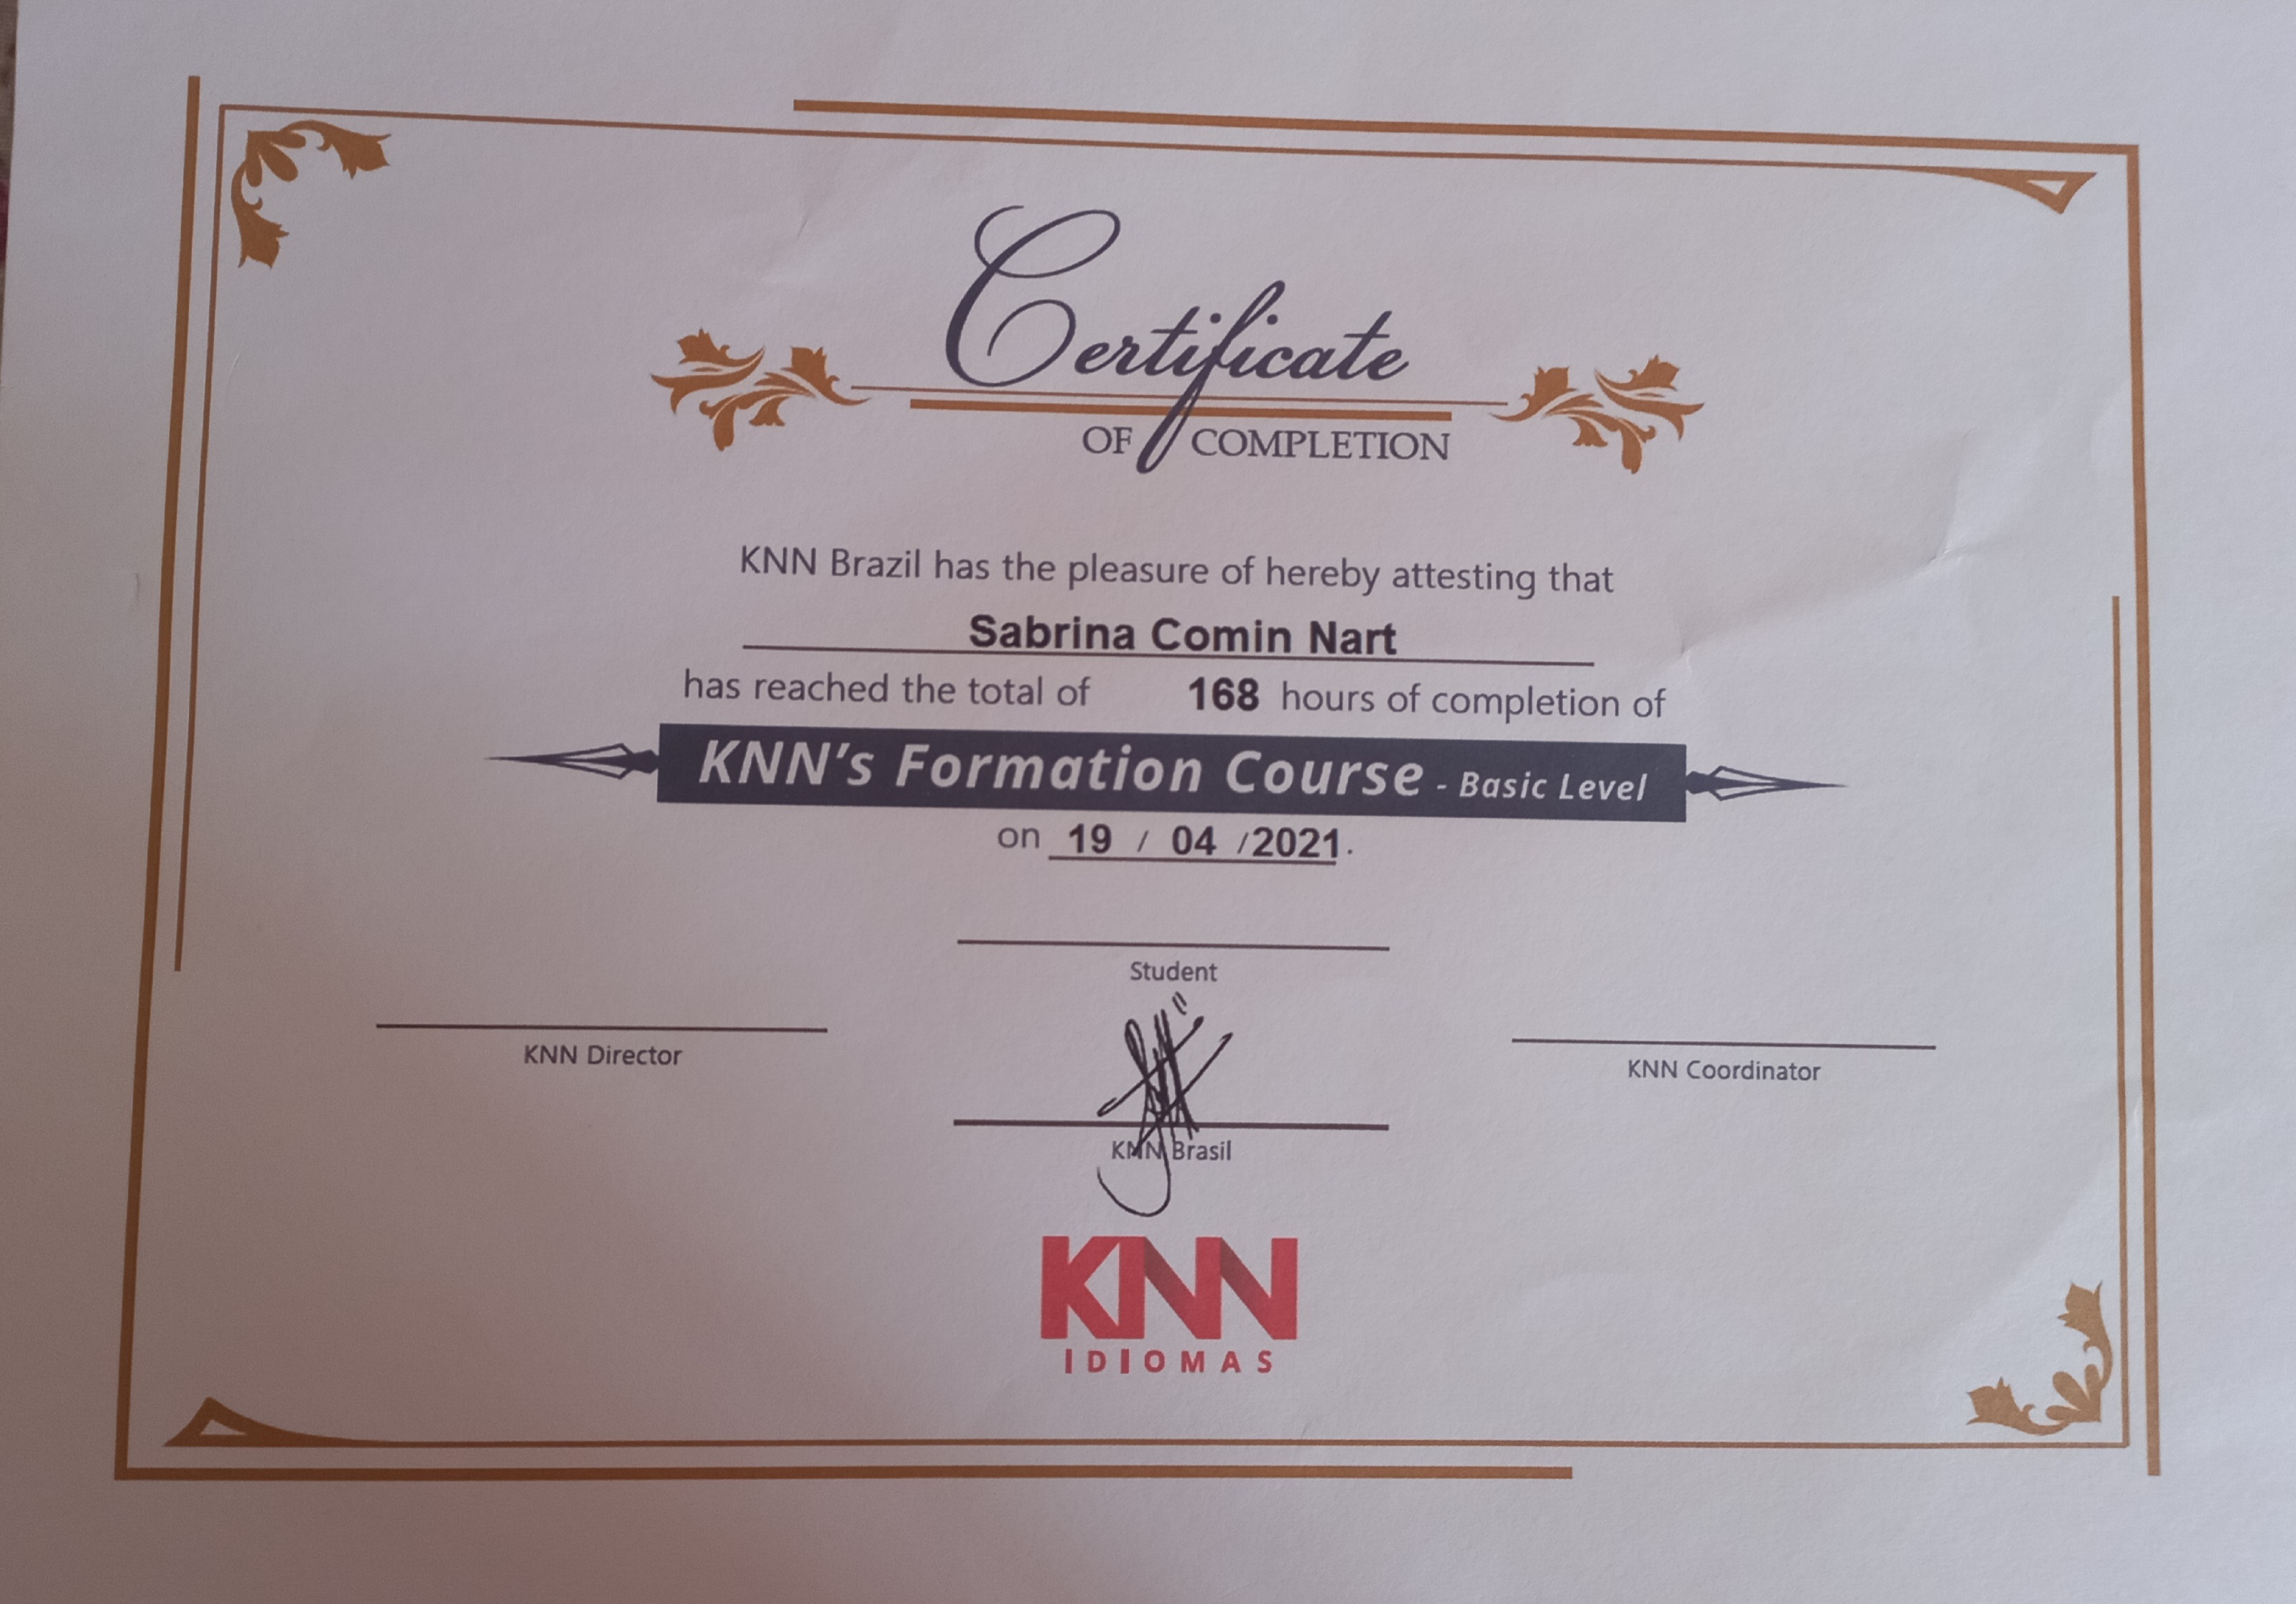 Certificate
OF COMPLETION
KNN Brazil has the pleasure of hereby attesting that
Sabrina Comin Nart
has reached the total of 168 hours of completion of
KNN's Formation Course - Basic Level
on 19 / 04 /2021.
Student
KNN Director
KNN Coordinator
KNN Brasil
KNN
IDIOMAS